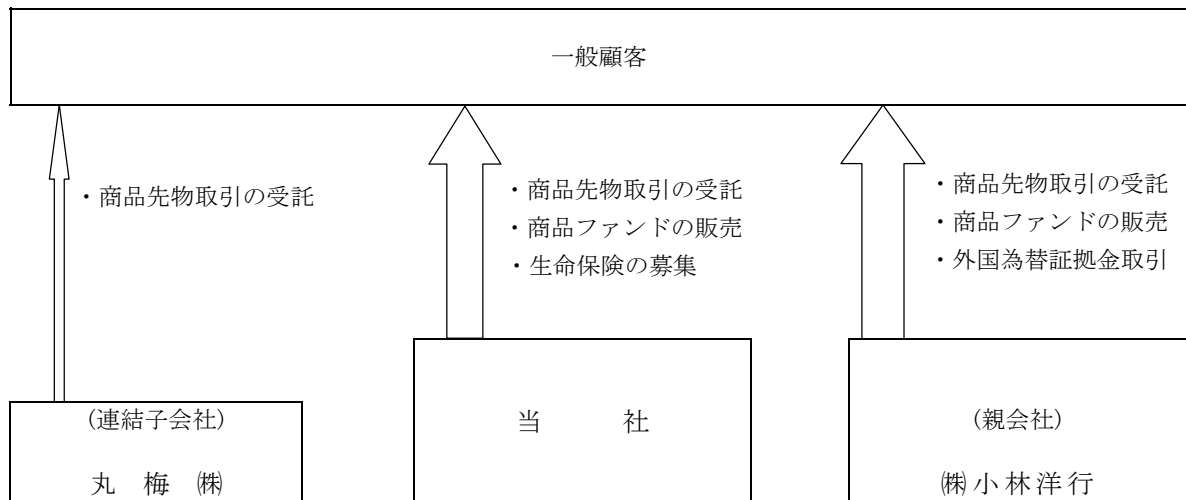 一般顧客
・商品先物取引の受託
・商品先物取引の受託
・商品ファンドの販売
・生命保険の募集
・商品先物取引の受託
・商品ファンドの販売
・外国為替証拠金取引
(連結子会社)
丸 梅 ㈱
当 社
(親会社)
㈱小林洋行